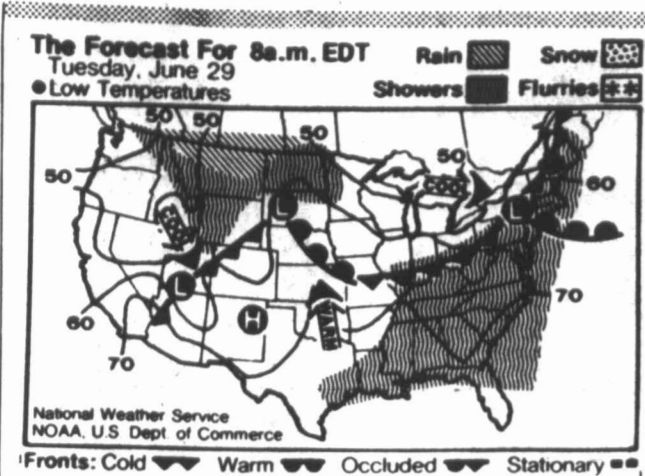 The Forecast For 8a.m. EDT
Tuesday, June 29
Low Temperatures
Rain
Snow
Showers
Flurries
50
50
50
50
50
60
70
60
70
L
L
L
H
WARM
National Weather Service
NOAA, U.S. Dept. of Commerce
Fronts: Cold Warm Occluded Stationary